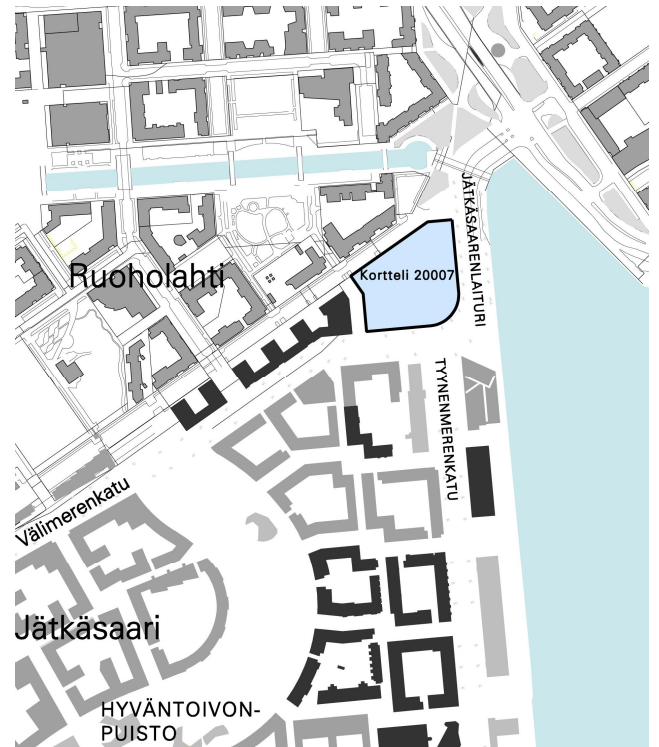 JÄTKÄSAARENLAITURI
Ruoholahti
Kortteli 20007
TYYNENMERENKATU
Välimerenkatu
Jätkäsaari
HYVÄNTOIVON-
PUISTO